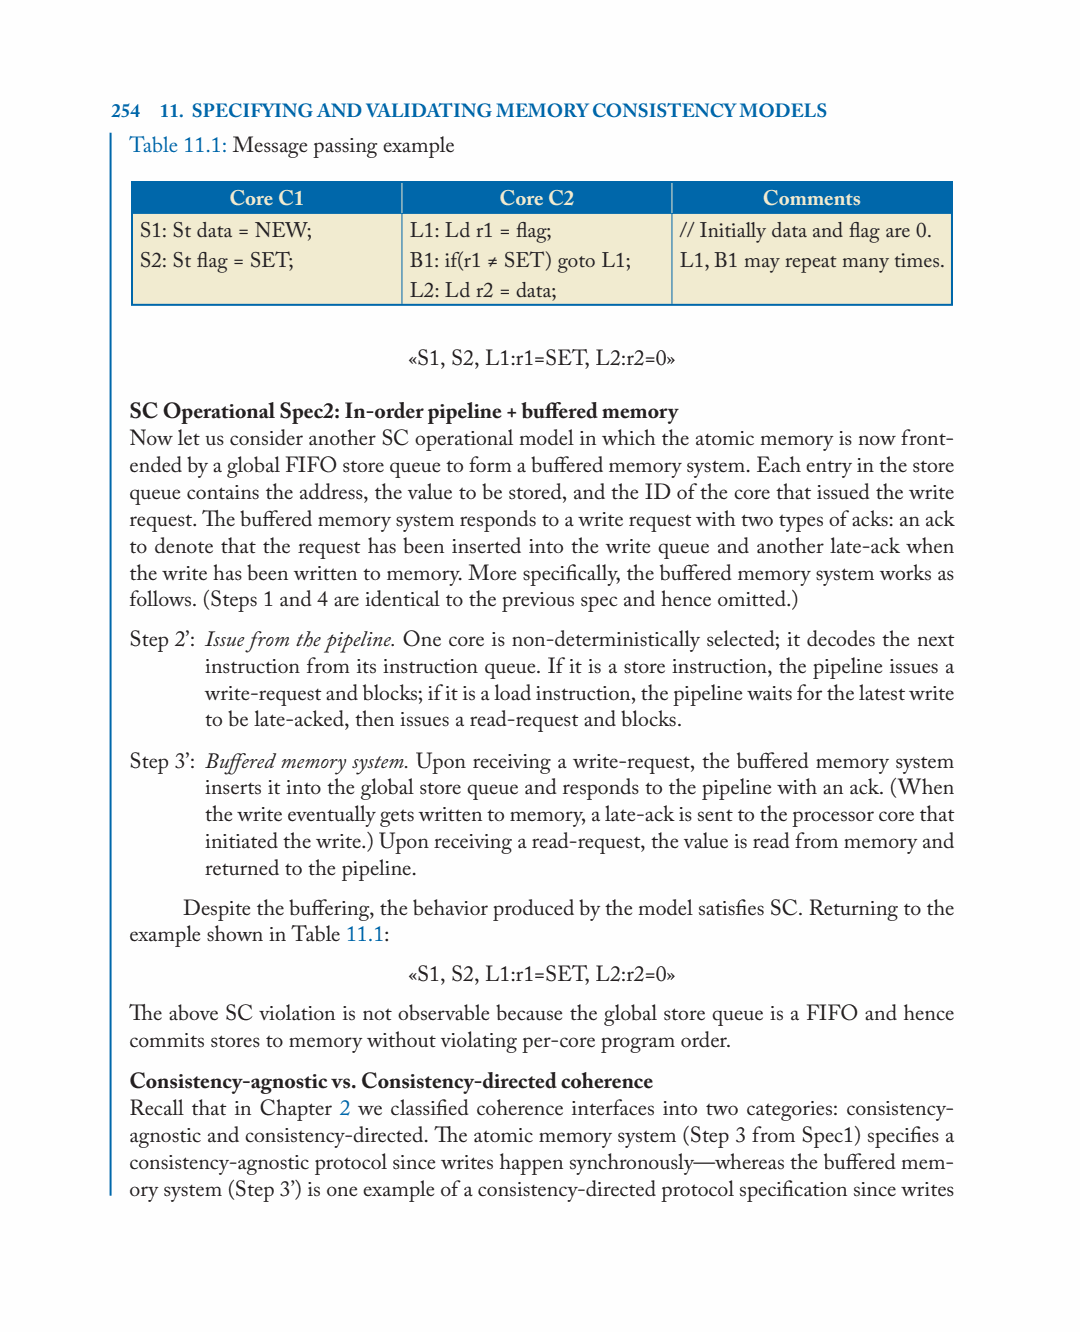 254 11. SPECIFYING AND VALIDATING MEMORY CONSISTENCY MODELS
Table 11.1: Message passing example
Core C1 Core C2 Comments
S1: St data = NEW; L1: Ld r1 = flag; // Initially data and flag are 0.
S2: St flag = SET; B1: if(r1 ≠ SET) goto L1; L1, B1 may repeat many times.
L2: Ld r2 = data;
«S1, S2, L1:r1=SET, L2:r2=0»
SC Operational Spec2: In-order pipeline + buffered memory
Now let us consider another SC operational model in which the atomic memory is now front-
ended by a global FIFO store queue to form a buffered memory system. Each entry in the store
queue contains the address, the value to be stored, and the ID of the core that issued the write
request. The buffered memory system responds to a write request with two types of acks: an ack
to denote that the request has been inserted into the write queue and another late-ack when
the write has been written to memory. More specifically, the buffered memory system works as
follows. (Steps 1 and 4 are identical to the previous spec and hence omitted.)
Step 2’: Issue from the pipeline. One core is non-deterministically selected; it decodes the next
instruction from its instruction queue. If it is a store instruction, the pipeline issues a
write-request and blocks; if it is a load instruction, the pipeline waits for the latest write
to be late-acked, then issues a read-request and blocks.
Step 3’: Buffered memory system. Upon receiving a write-request, the buffered memory system
inserts it into the global store queue and responds to the pipeline with an ack. (When
the write eventually gets written to memory, a late-ack is sent to the processor core that
initiated the write.) Upon receiving a read-request, the value is read from memory and
returned to the pipeline.
Despite the buffering, the behavior produced by the model satisfies SC. Returning to the
example shown in Table 11.1:
«S1, S2, L1:r1=SET, L2:r2=0»
The above SC violation is not observable because the global store queue is a FIFO and hence
commits stores to memory without violating per-core program order.
Consistency-agnostic vs. Consistency-directed coherence
Recall that in Chapter 2 we classified coherence interfaces into two categories: consistency-
agnostic and consistency-directed. The atomic memory system (Step 3 from Spec1) specifies a
consistency-agnostic protocol since writes happen synchronously—whereas the buffered mem-
ory system (Step 3’) is one example of a consistency-directed protocol specification since writes